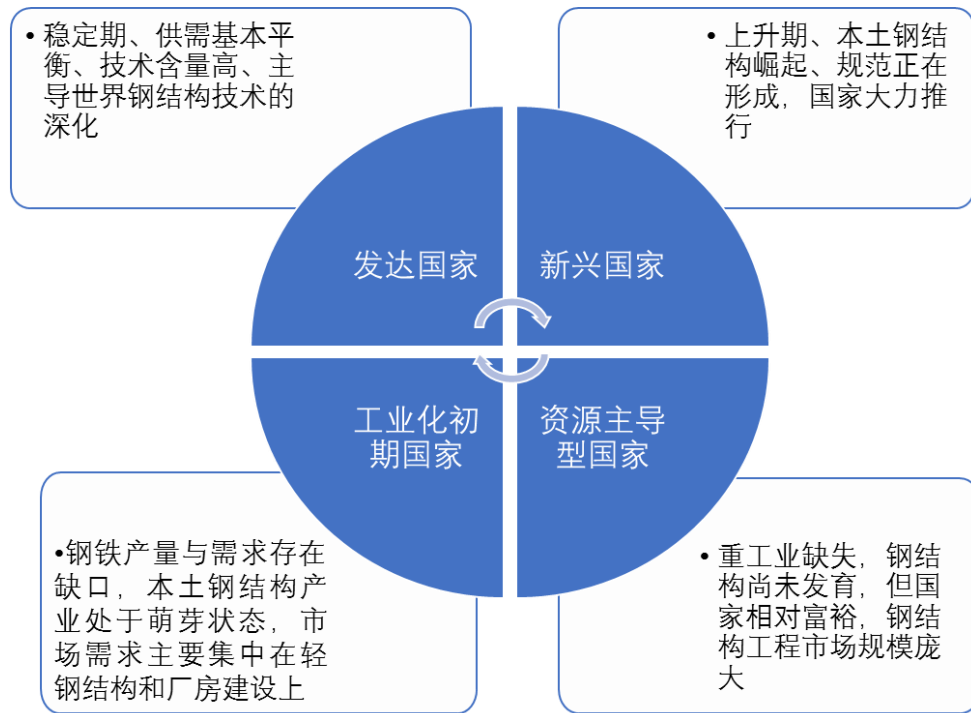 • 稳定期、供需基本平
衡、技术含量高、主
导世界钢结构技术的
深化
• 上升期、本土钢结
构崛起、规范正在
形成，国家大力推
行
发达国家
新兴国家
工业化初
期国家
资源主导
型国家
•钢铁产量与需求存在
缺口，本土钢结构产
业处于萌芽状态，市
场需求主要集中在轻
钢结构和厂房建设上
• 重工业缺失，钢结
构尚未发育，但国
家相对富裕，钢结
构工程市场规模庞
大